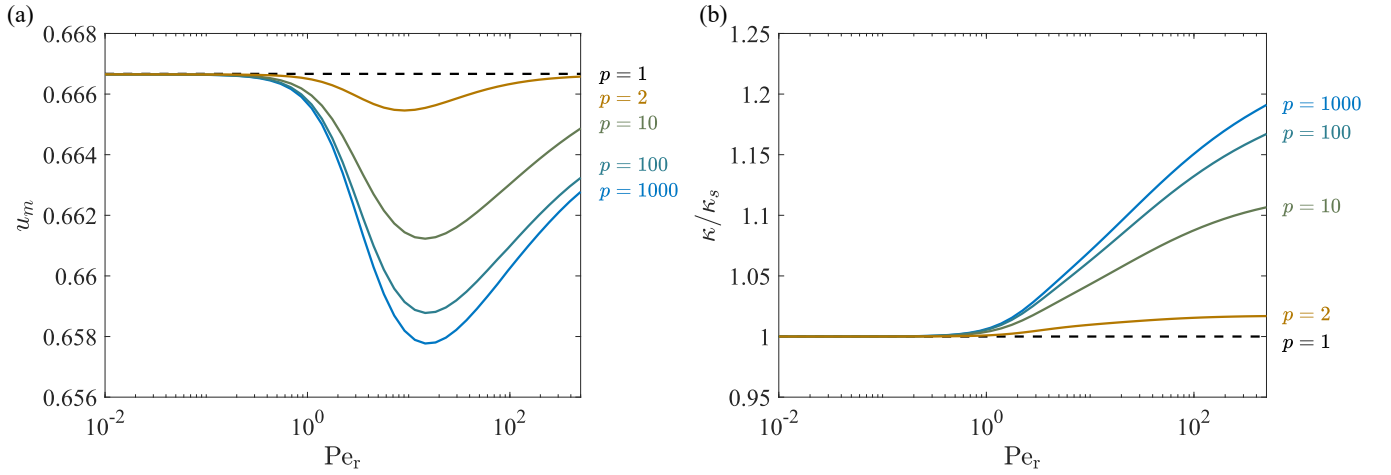 (a)
0.668
0.666
0.664
0.662
0.66
0.658
0.656
u_m
10^-2
10^0
10^2
Pe_r
p = 1
p = 2
p = 10
p = 100
p = 1000
(b)
1.25
1.2
1.15
1.1
1.05
1
0.95
κ/κ_s
10^-2
10^0
10^2
Pe_r
p = 1000
p = 100
p = 10
p = 2
p = 1